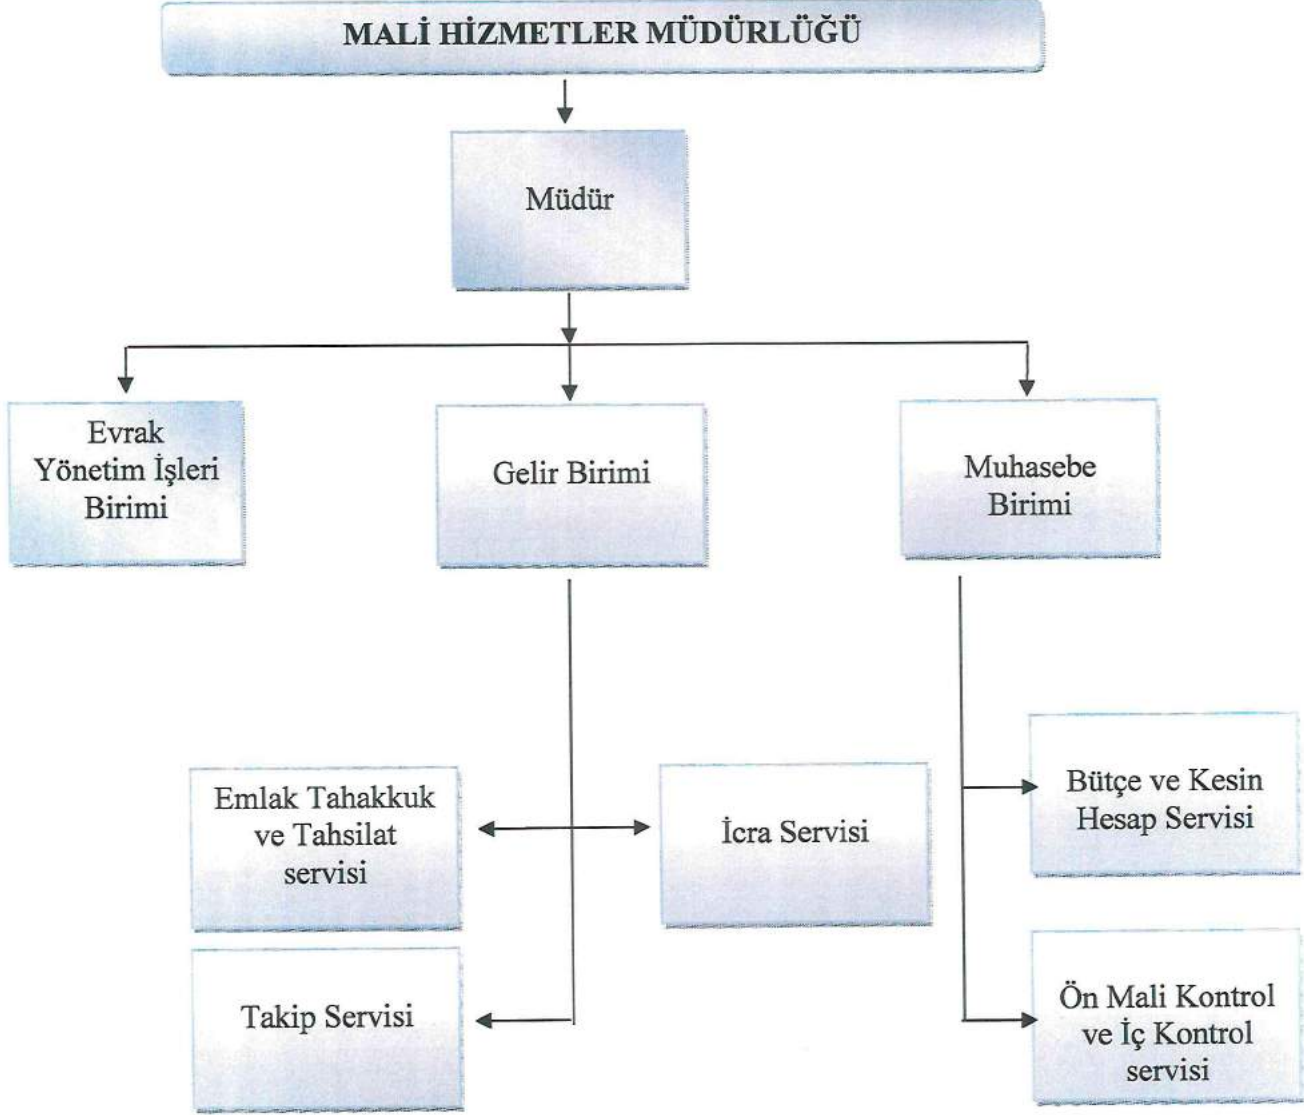 MALİ HİZMETLER MÜDÜRLÜĞÜ
Müdür
Evrak
Yönetim İşleri
Birimi
Gelir Birimi
Muhasebe
Birimi
Emlak Tahakkuk
ve Tahsilat
servisi
İcra Servisi
Bütçe ve Kesin
Hesap Servisi
Takip Servisi
Ön Mali Kontrol
ve İç Kontrol
servisi